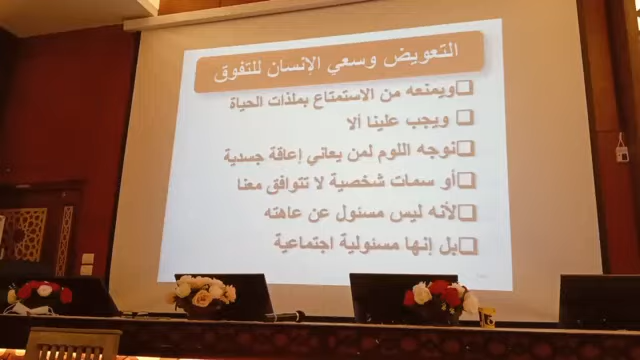 التعويض وسعي الإنسان للتفوق
ويمنعه من الاستمتاع بملذات الحياة
ويجب علينا ألا
نوجه اللوم لمن يعاني إعاقة جسدية
أو سمات شخصية لا تتوافق معنا
لأنه ليس مسئول عن عاهته
بل إنها مسئولية اجتماعية